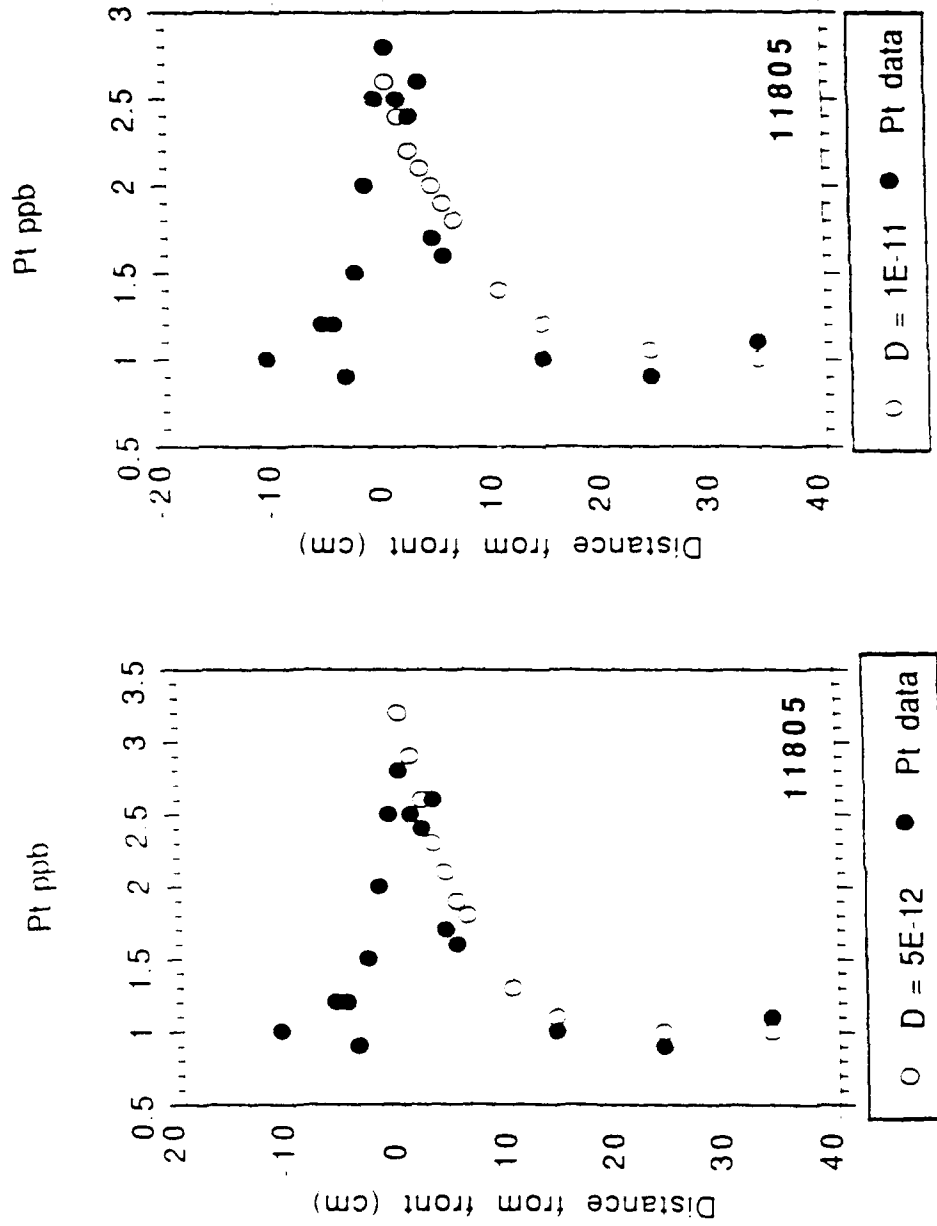 Pt ppb
0.5 1 1.5 2 2.5 3 3.5
20
-10
0
10
20
30
40
Distance from front (cm)
11805
D = 5E-12 Pt data
Pt ppb
0.5 1 1.5 2 2.5 3
-20
-10
0
10
20
30
40
Distance from front (cm)
11805
D = 1E-11 Pt data